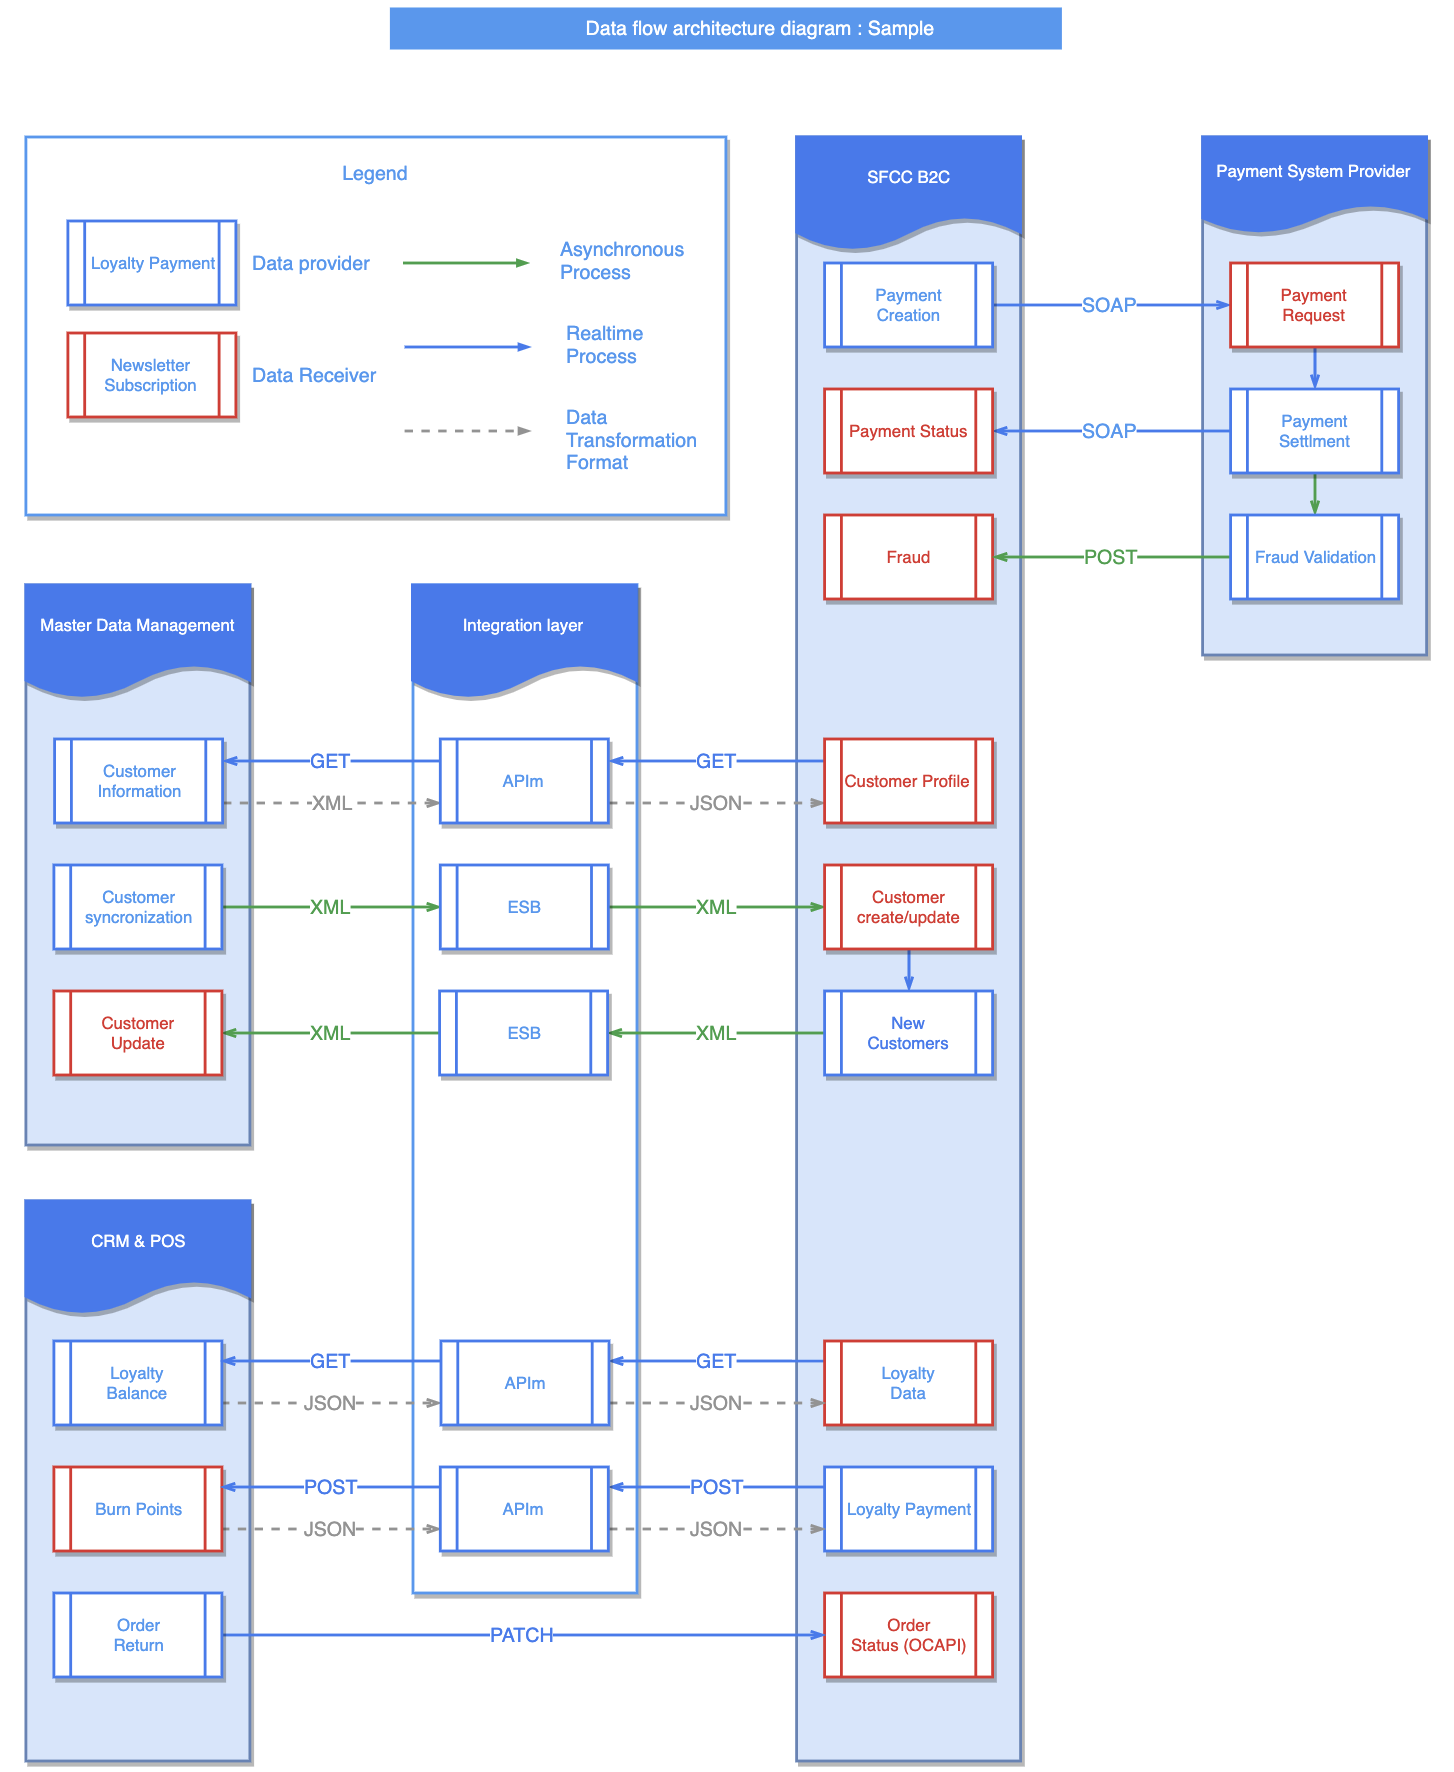 Data flow architecture diagram : Sample
Legend
Loyalty Payment
Data provider
Asynchronous
Process
Newsletter
Subscription
Data Receiver
Realtime
Process
Data
Transformation
Format
SFCC B2C
Payment System Provider
Payment
Creation
SOAP
Payment
Request
Payment Status
SOAP
Payment
Settlment
Fraud
POST
Fraud Validation
Master Data Management
Integration layer
Customer
Information
GET
XML
APIm
GET
JSON
Customer Profile
Customer
syncronization
XML
ESB
XML
Customer
create/update
Customer
Update
XML
ESB
XML
New
Customers
CRM & POS
Loyalty
Balance
GET
JSON
APIm
GET
JSON
Loyalty
Data
Burn Points
POST
JSON
APIm
POST
JSON
Loyalty Payment
Order
Return
PATCH
Order
Status (OCAPI)